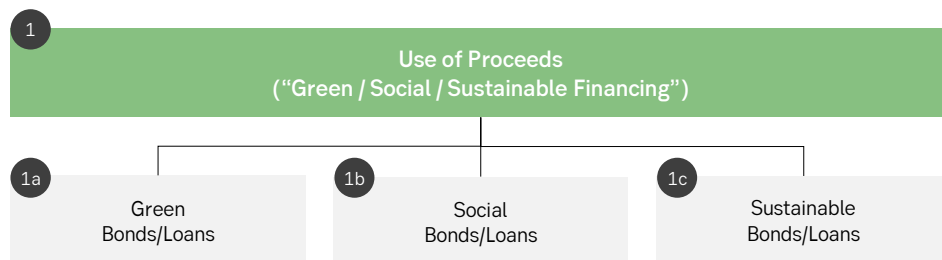 1
Use of Proceeds
(“Green / Social / Sustainable Financing”)
1a
Green
Bonds/Loans
1b
Social
Bonds/Loans
1c
Sustainable
Bonds/Loans